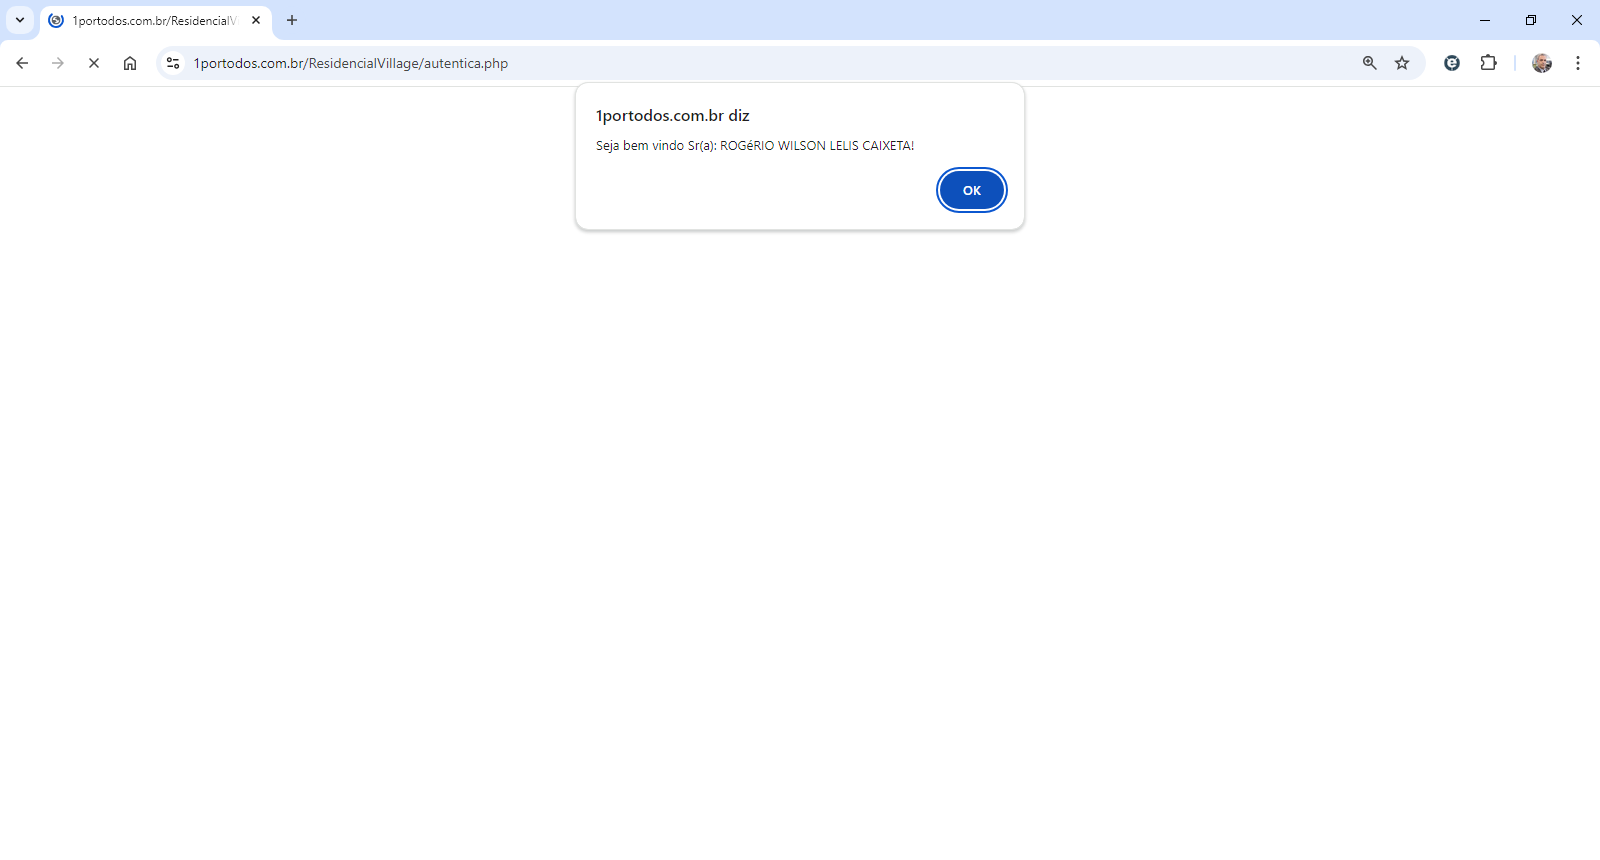 1portodos.com.br/ResidencialV
1portodos.com.br/ResidencialVillage/autentica.php
1portodos.com.br diz
Seja bem vindo Sr(a): ROGéRIO WILSON LELIS CAIXETA!
OK